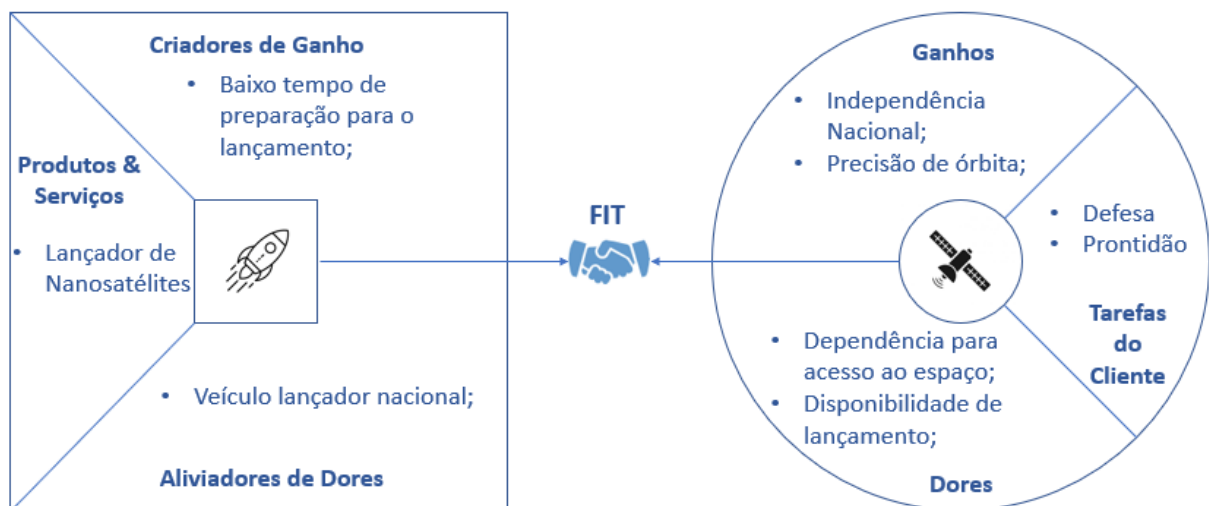 Criadores de Ganho
• Baixo tempo de
preparação para o
lançamento;
Produtos &
Serviços
• Lançador de
Nanosatélites
• Veículo lançador nacional;
Aliviadores de Dores
FIT
Ganhos
• Independência
Nacional;
• Precisão de órbita;
• Defesa
• Prontidão
Tarefas
do
Cliente
• Dependência para
acesso ao espaço;
• Disponibilidade de
lançamento;
Dores